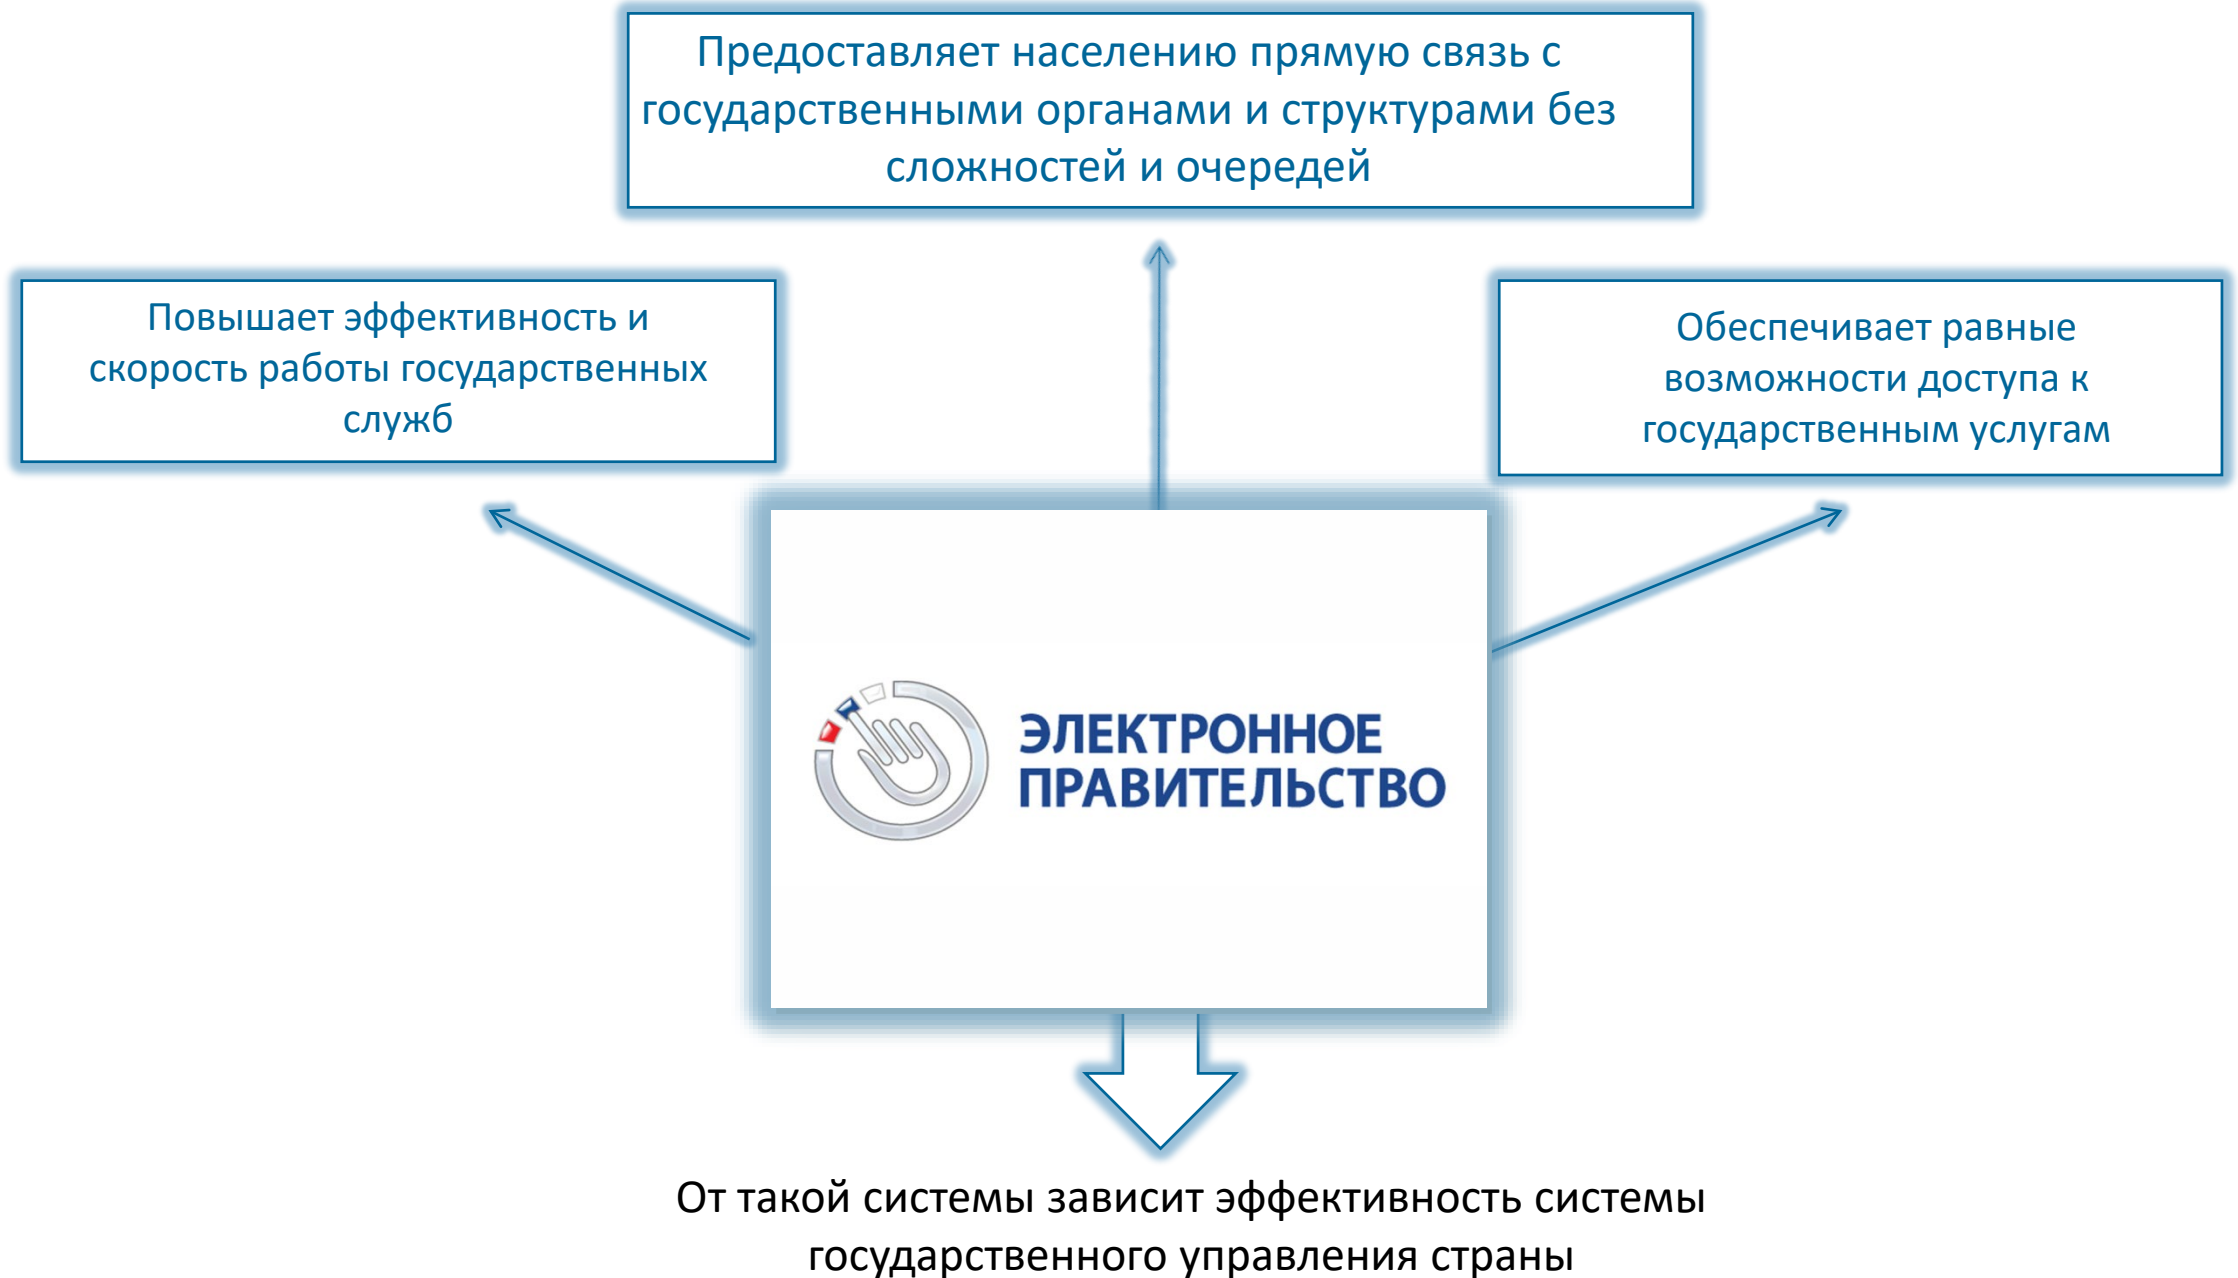 Предоставляет населению прямую связь с
государственными органами и структурами без
сложностей и очередей
Повышает эффективность и
скорость работы государственных
служб
Обеспечивает равные
возможности доступа к
государственным услугам
ЭЛЕКТРОННОЕ
ПРАВИТЕЛЬСТВО
От такой системы зависит эффективность системы
государственного управления страны